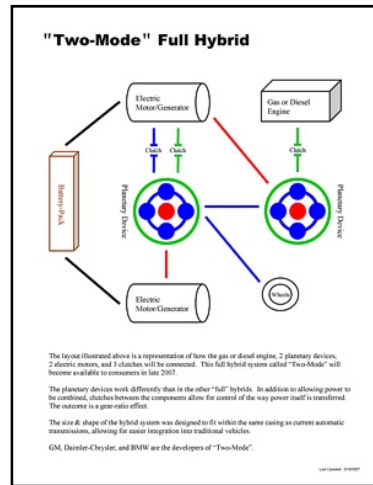 "Two-Mode" Full Hybrid
Electric
Motor/Generator
Gas or Diesel
Engine
Clutch
Clutch
Clutch
Battery-Pack
Planetary Device
Planetary Device
Electric
Motor/Generator
Wheels
The layout illustrated above is a representation of how the gas or diesel engine, 2 planetary devices,
2 electric motors, and 3 clutches will be connected. This full hybrid system called "Two-Mode" will
become available to consumers in late 2007.
The planetary devices work differently than in the other "full" hybrids. In addition to allowing power to
be combined, clutches between the components allow for control of the way power itself is transferred.
The outcome is a gear-ratio effect.
The size & shape of the hybrid system was designed to fit within the same casing as current automatic
transmissions, allowing for easier integration into traditional vehicles.
GM, Daimler-Chrysler, and BMW are the developers of "Two-Mode".
Last Updated: